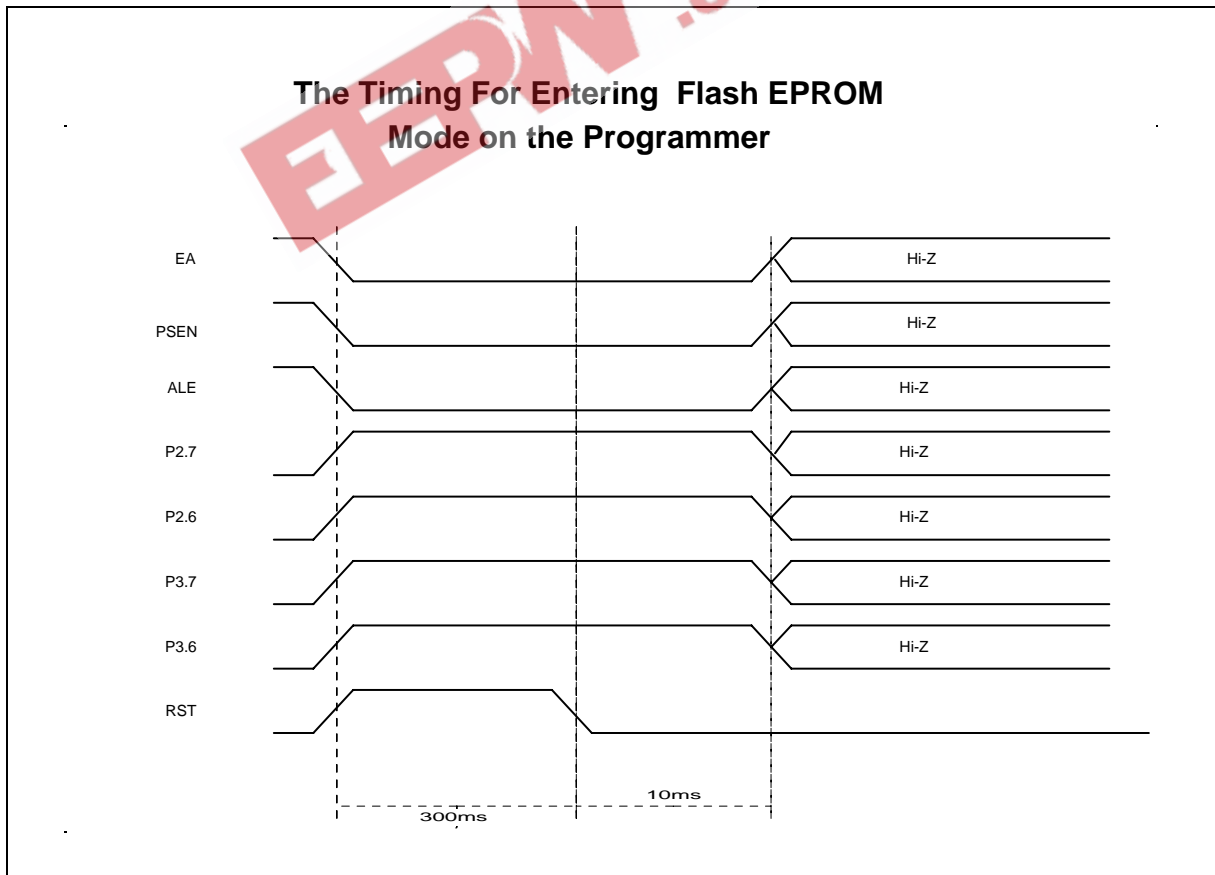 EEPW
The Timing For Entering Flash EPROM
Mode on the Programmer
EA
Hi-Z
PSEN
Hi-Z
ALE
Hi-Z
P2.7
Hi-Z
P2.6
Hi-Z
P3.7
Hi-Z
P3.6
Hi-Z
RST
10ms
300ms